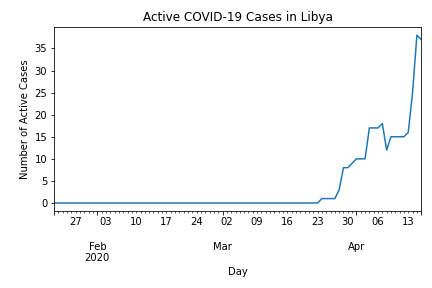 Active COVID-19 Cases in Libya
Number of Active Cases
35
30
25
20
15
10
5
0
27 03 10 17 24 02 09 16 23 30 06 13
Feb Mar Apr
2020
Day